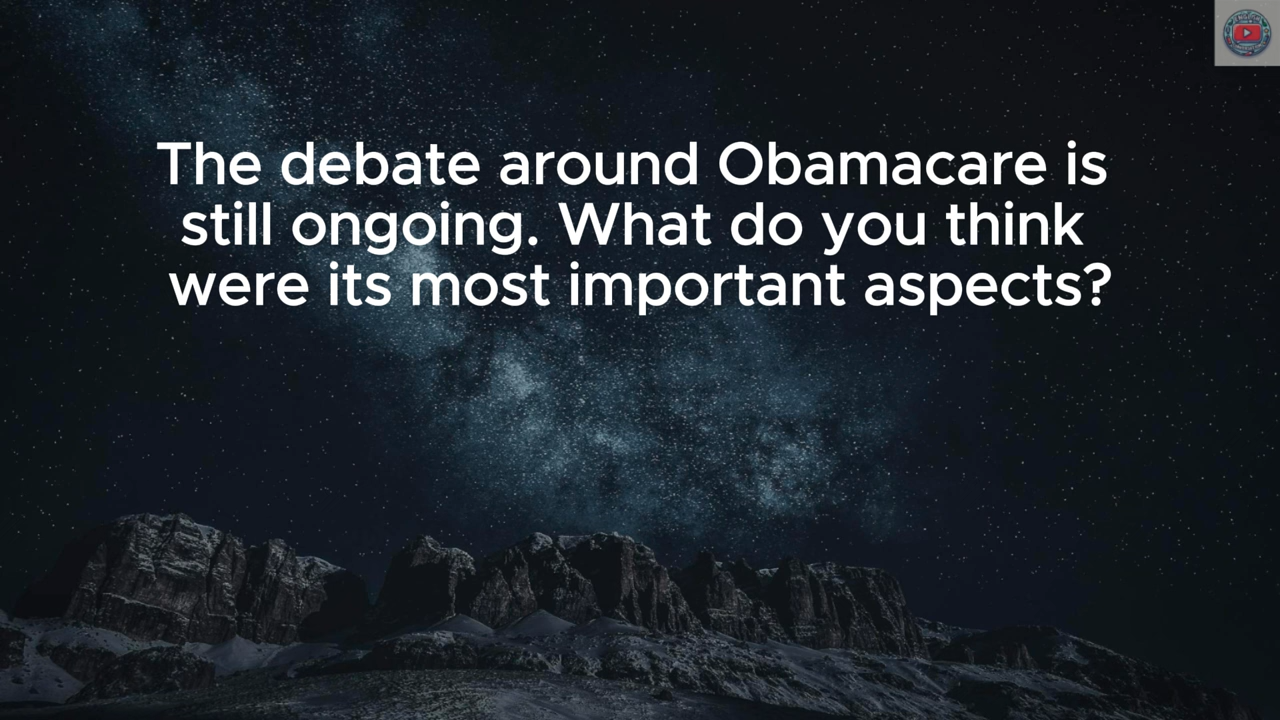 The debate around Obamacare is
still ongoing. What do you think
were its most important aspects?